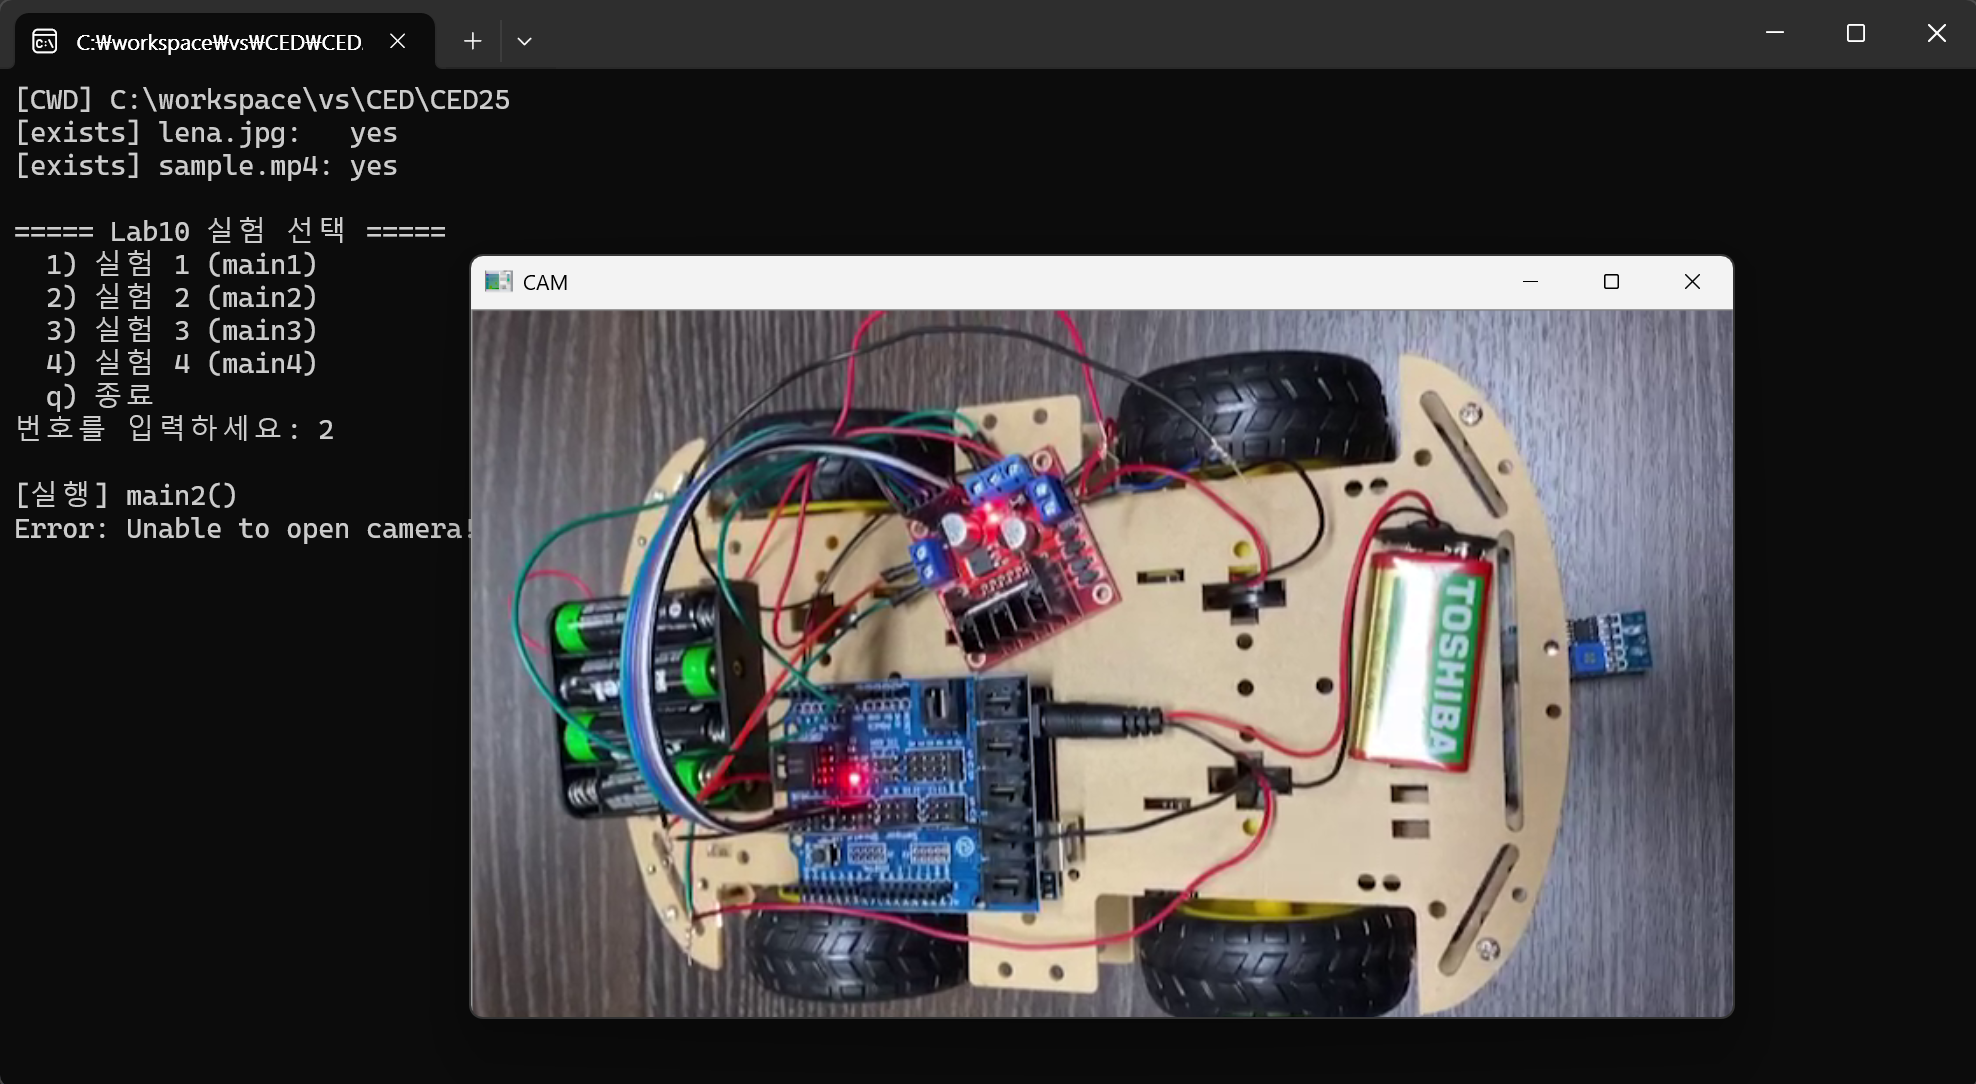 C:₩workspace₩vs₩CED₩CED.
[CWD] C:\workspace\vs\CED\CED25
[exists] lena.jpg:   yes
[exists] sample.mp4: yes
===== Lab10 실험 선택 =====
1) 실험 1 (main1)
2) 실험 2 (main2)
3) 실험 3 (main3)
4) 실험 4 (main4)
q) 종료
번호를 입력하세요: 2
[실행] main2()
Error: Unable to open camera!
CAM
TOSHIBA